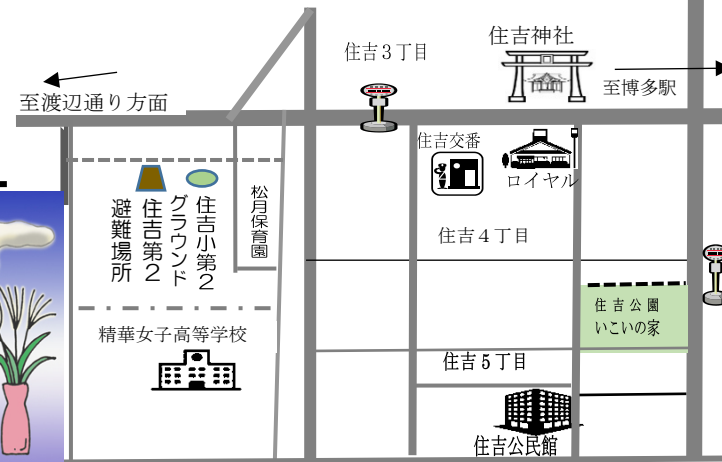 住吉神社
住吉３丁目
至博多駅
至渡辺通り方面
住吉交番
ロイヤル
松月保育園
住吉小第２
グラウンド
住吉第２
避難場所
住吉４丁目
住吉公園
いこいの家
精華女子高等学校
住吉５丁目
住吉公民館